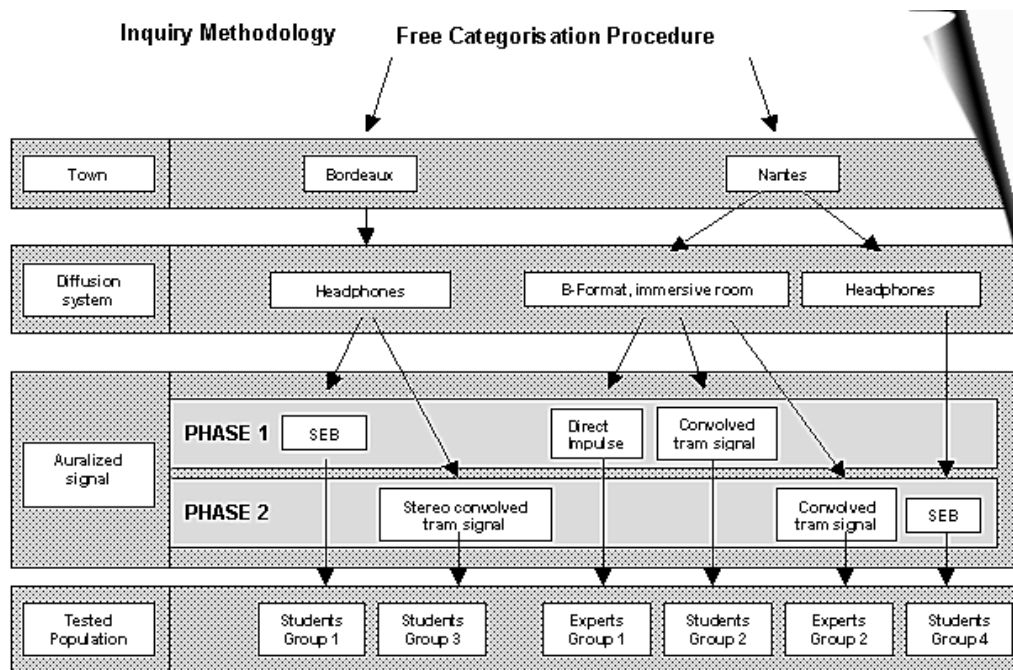 Inquiry Methodology Free Categorisation Procedure
Town
Bordeaux
Nantes
Diffusion
system
Headphones
B-Format, immersive room
Headphones
Auralized
signal
PHASE 1
SEB
Direct
Impulse
Convolved
tram signal
PHASE 2
Stereo convolved
tram signal
Convolved
tram signal
SEB
Tested
Population
Students
Group 1
Students
Group 3
Experts
Group 1
Students
Group 2
Experts
Group 2
Students
Group 4